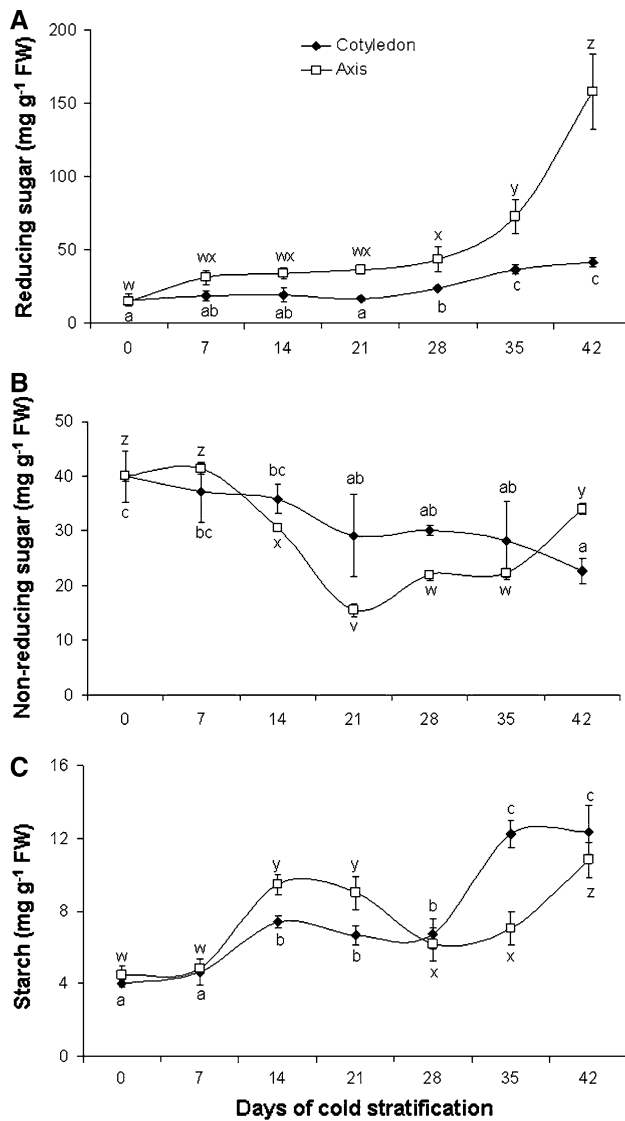 A
Reducing sugar (mg g-1 FW)
200
150
100
50
0
Cotyledon
Axis
z
y
x
w wx wx wx
a ab ab a b c c
0 7 14 21 28 35 42
B
Non-reducing sugar (mg g-1 FW)
50
40
30
20
10
0
z z bc ab ab ab y
a
c bc x v w w
0 7 14 21 28 35 42
C
Starch (mg g-1 FW)
16
12
8
4
0
w w y y b c c
a a b b x x z
0 7 14 21 28 35 42
Days of cold stratification